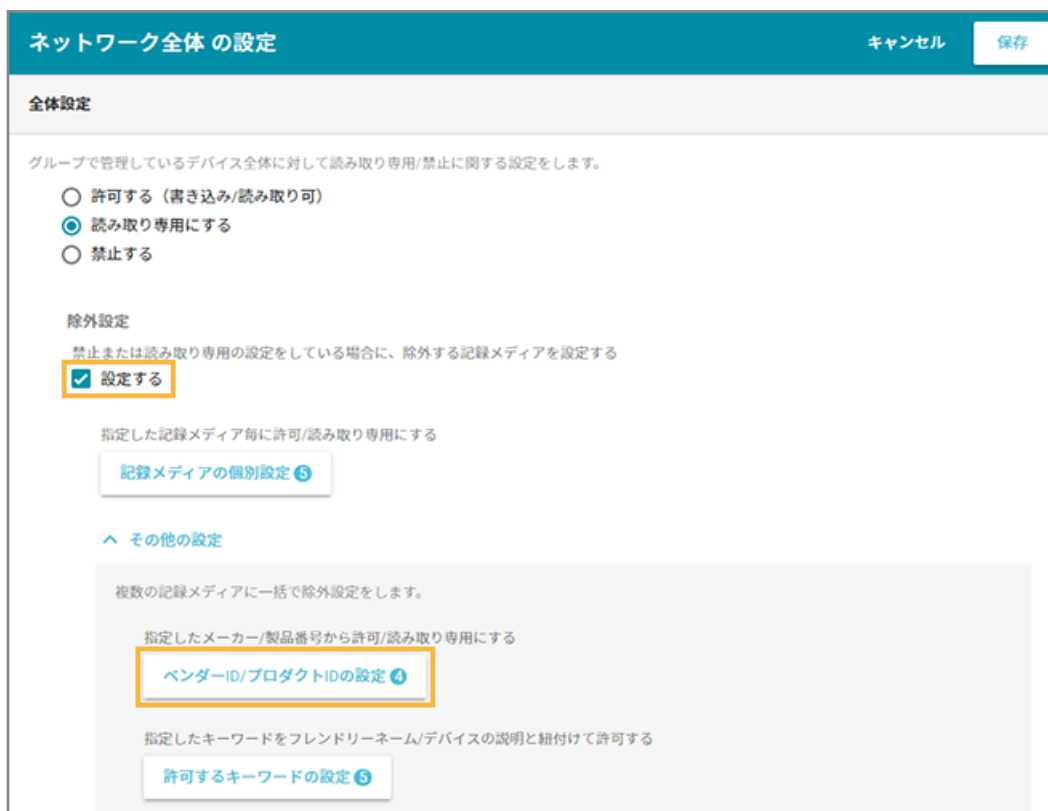 ネットワーク全体 の設定
キャンセル
保存
全体設定
グループで管理しているデバイス全体に対して読み取り専用/禁止に関する設定をします。
許可する（書き込み/読み取り可）
読み取り専用にする
禁止する
除外設定
禁止または読み取り専用の設定をしている場合に、除外する記録メディアを設定する
設定する
指定した記録メディア毎に許可/読み取り専用にする
記録メディアの個別設定 5
その他の設定
複数の記録メディアに一括で除外設定をします。
指定したメーカー/製品番号から許可/読み取り専用にする
ベンダーID/プロダクトIDの設定 4
指定したキーワードをフレンドリーネーム/デバイスの説明と紐付けて許可する
許可するキーワードの設定 5